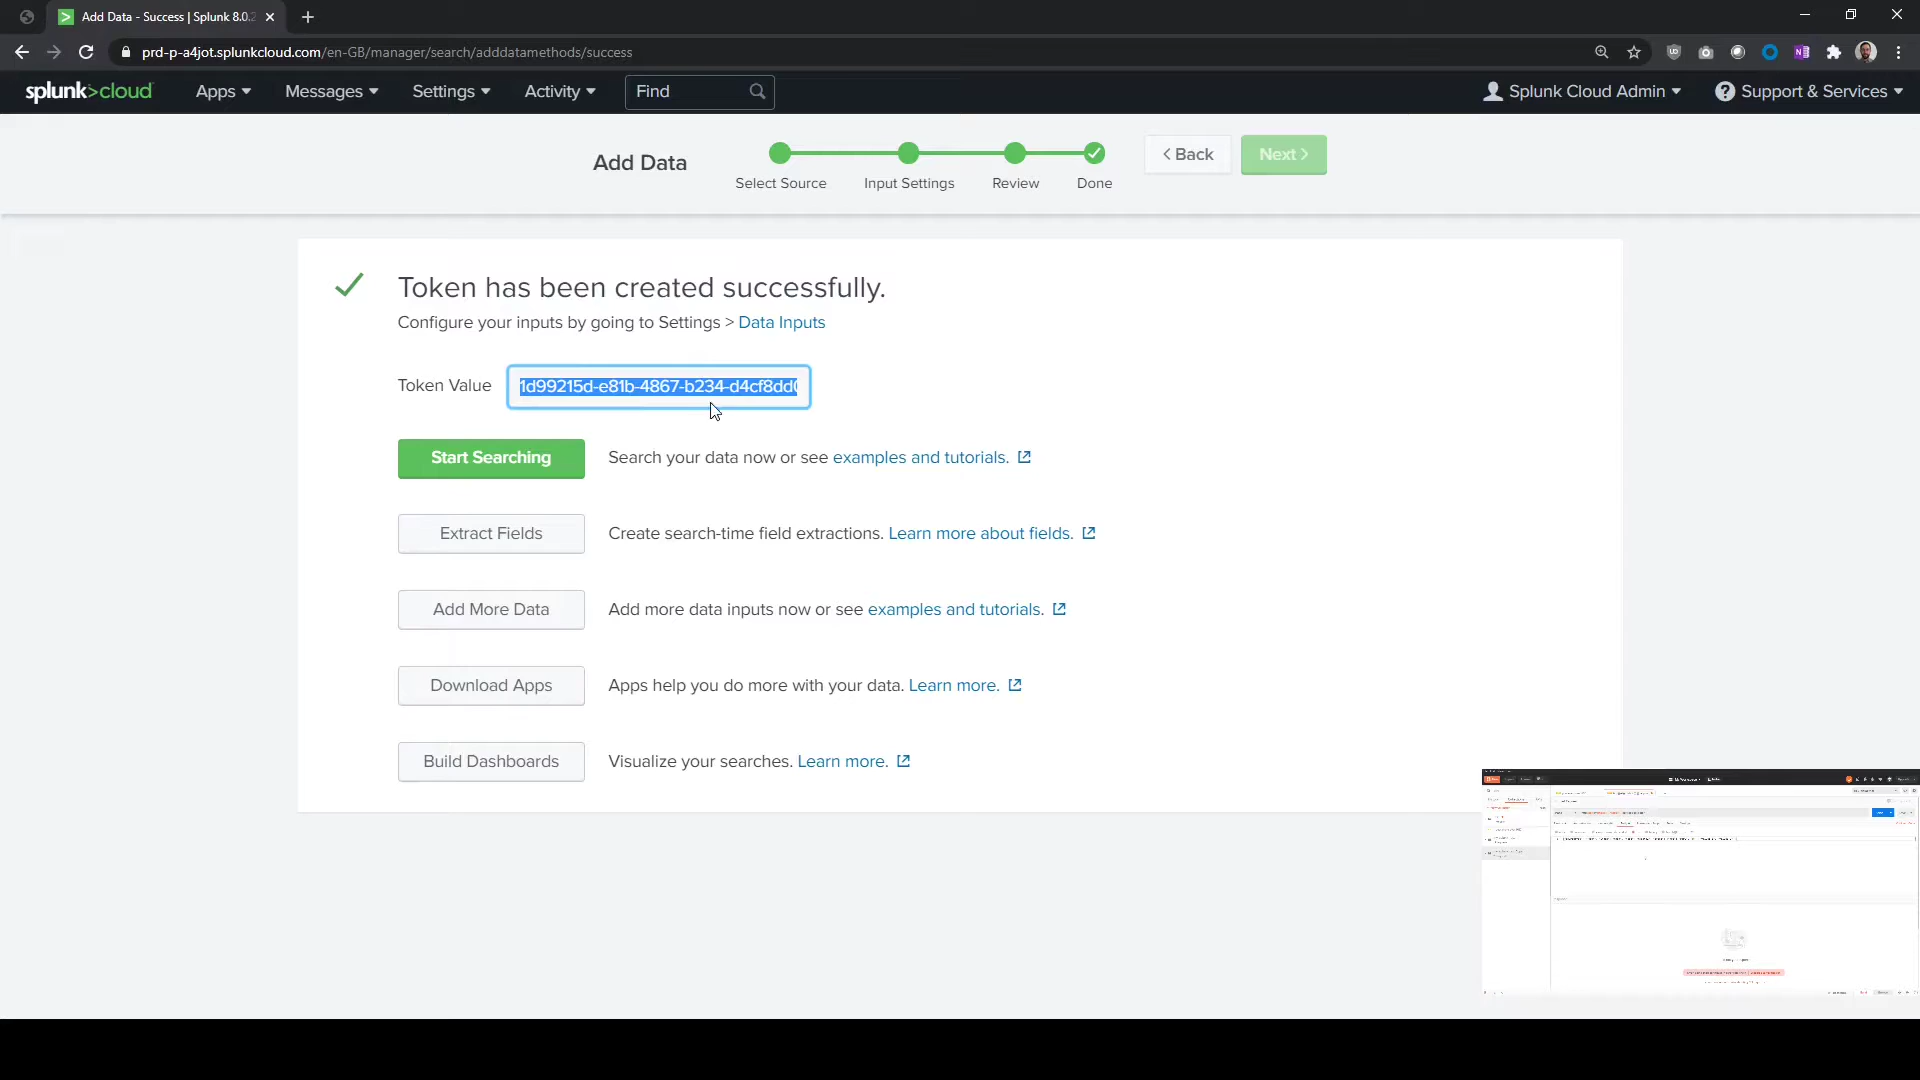 Add Data - Success | Splunk 8.0.2
prd-p-a4jot.splunkcloud.com/en-GB/manager/search/adddatamethods/success
splunk>cloud Apps Messages Settings Activity Find Splunk Cloud Admin ? Support & Services
Add Data
Select Source Input Settings Review Done
< Back Next >
Token has been created successfully.
Configure your inputs by going to Settings > Data Inputs
Token Value 1d99215d-e81b-4867-b234-d4cf8dd0
Start Searching Search your data now or see examples and tutorials.
Extract Fields Create search-time field extractions. Learn more about fields.
Add More Data Add more data inputs now or see examples and tutorials.
Download Apps Apps help you do more with your data. Learn more.
Build Dashboards Visualize your searches. Learn more.